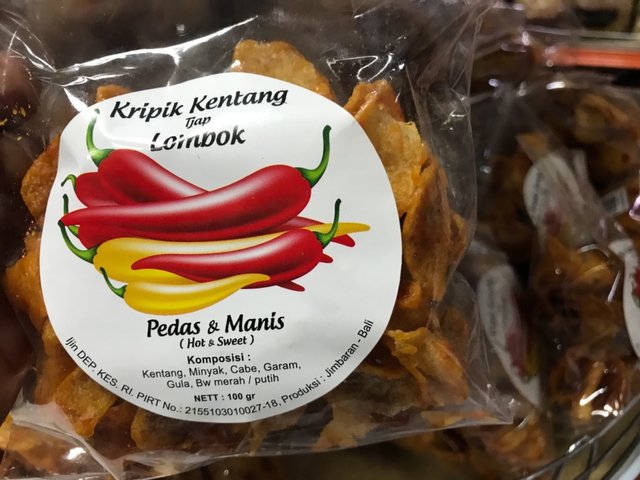 Kripik Kentang
Tjap
Lombok
Pedas & Manis
( Hot & Sweet )
Komposisi :
Kentang, Minyak, Cabe, Garam,
Gula, Bw merah / putih
NETT : 100 gr
Ijin DEP. KES. RI. PIRT No.: 2155103010027-18, Produksi : Jimbaran - Bali